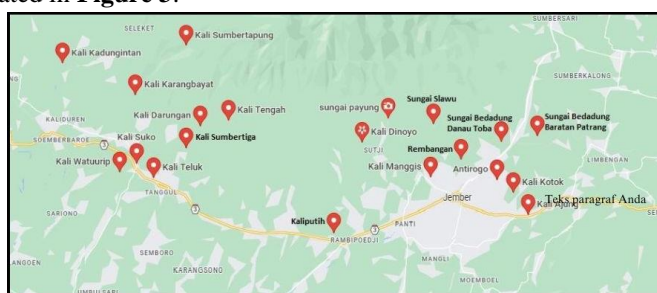 ated in Figure 3.
SUMBERSARI
SELEKET
Kali Sumbertapung
Kali Kadungintan
SUMBERKALONG
Kali Karangbayat
sungai payung
Sungai Slawu
Kali Tengah
Kali Darungan
Sungai Bedadung
Danau Toba
Sungai Bedadung
Baratan Patrang
KALIDUREN
Kali Dinoyo
Kali Sumbertiga
SOEMBERBAROE
3
Kali Suko
SUTJI
Rembangan
LIMBENGAN
Kali Watuurip
Kali Teluk
Kali Manggis
Antirogo
Kali Kotok
TANGGUL
Jember
Teks paragraf Anda
Kali Ajung
SARIONO
Kaliputih
PANTI
3
RAMBIPOEDJI
SEMBORO
MANGLI
KARANGSONG
MOEMBOEL